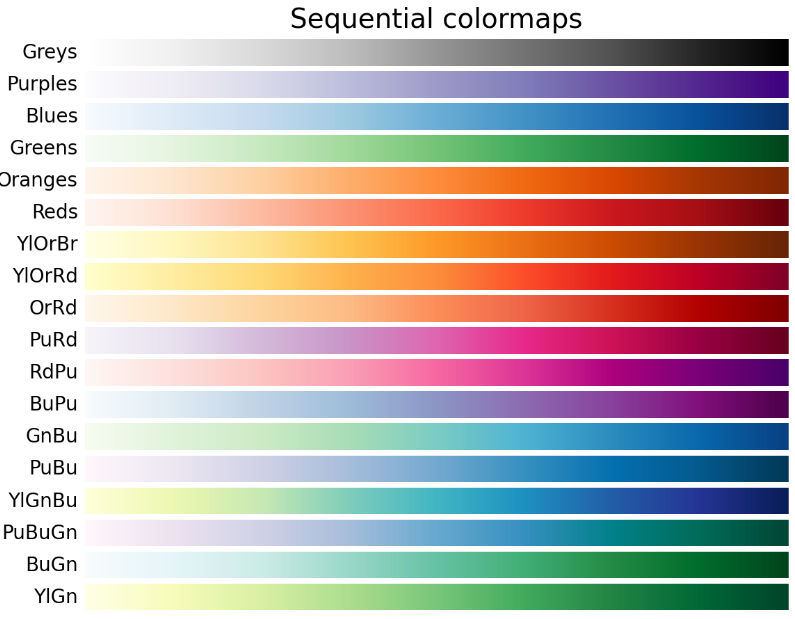 Sequential colormaps
Greys
Purples
Blues
Greens
Oranges
Reds
YlOrBr
YlOrRd
OrRd
PuRd
RdPu
BuPu
GnBu
PuBu
YlGnBu
PuBuGn
BuGn
YlGn